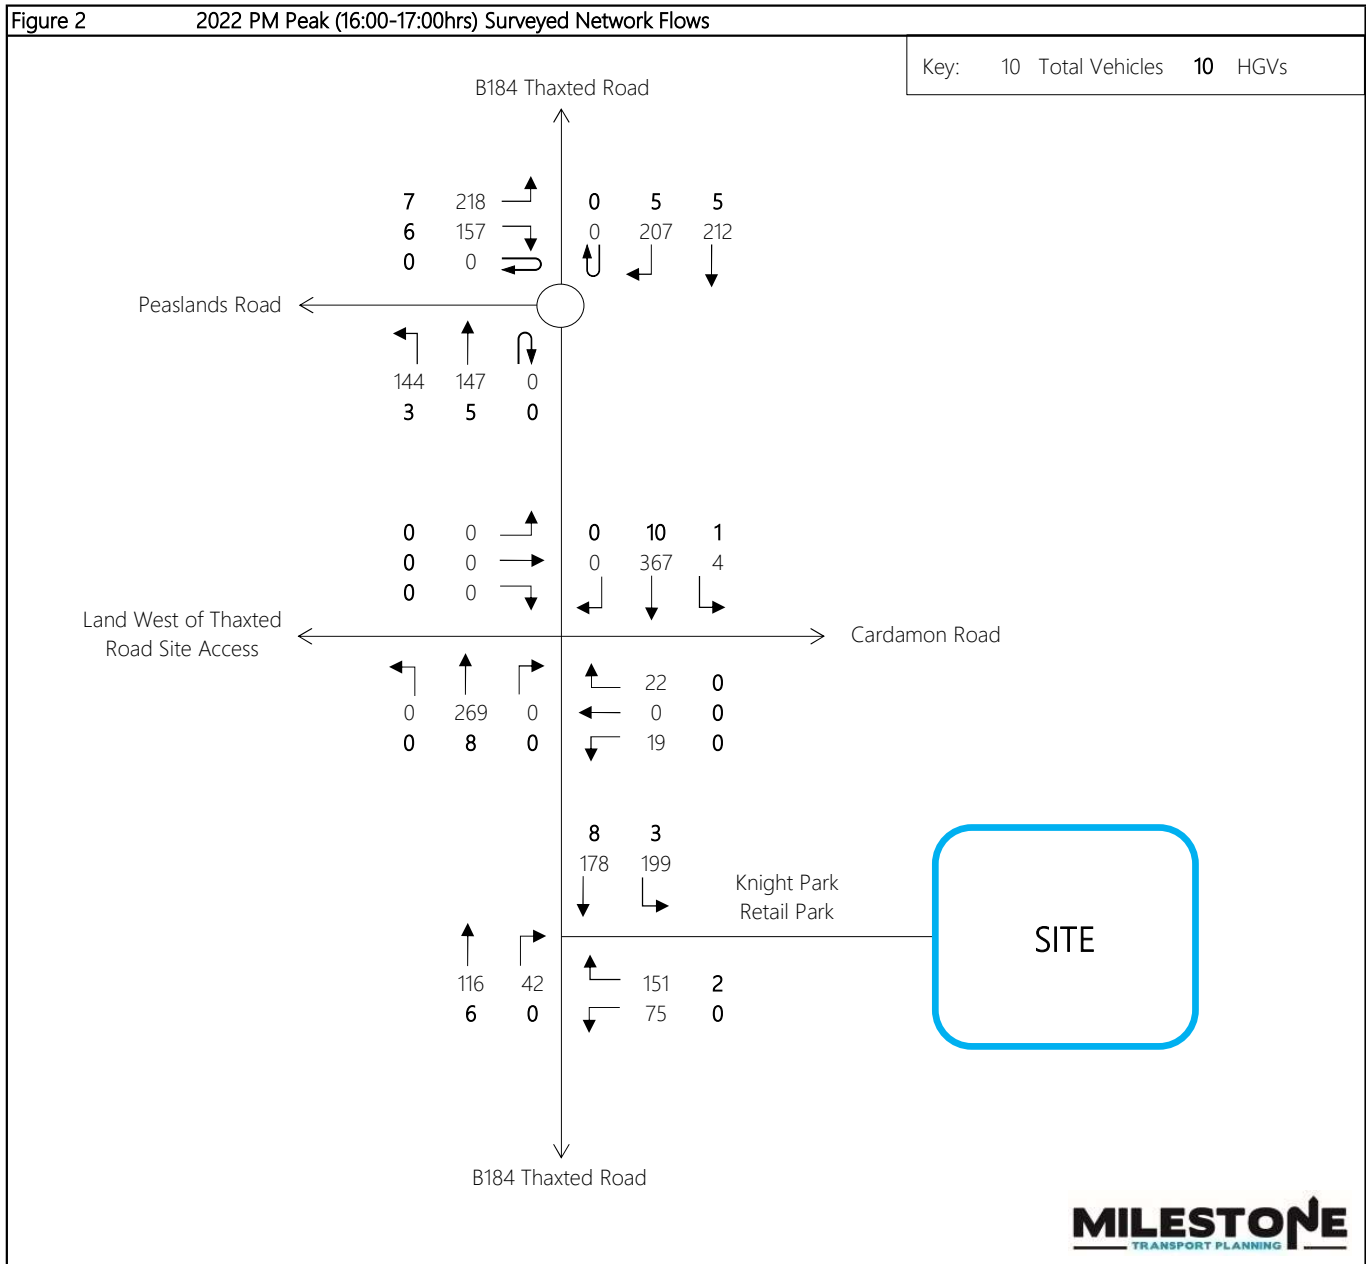 Figure 2 2022 PM Peak (16:00-17:00hrs) Surveyed Network Flows
Key: 10 Total Vehicles 10 HGVs
B184 Thaxted Road
7 218 0 5 5
6 157 0 207 212
0 0
Peaslands Road
144 147 0
3 5 0
0 0 0 10 1
0 0 0 367 4
0 0
Land West of Thaxted
Road Site Access
Cardamon Road
22 0
0 269 0 0 0
0 8 0 19 0
8 3
178 199
Knight Park
Retail Park
SITE
116 42 151 2
6 0 75 0
B184 Thaxted Road
MILESTONE
TRANSPORT PLANNING